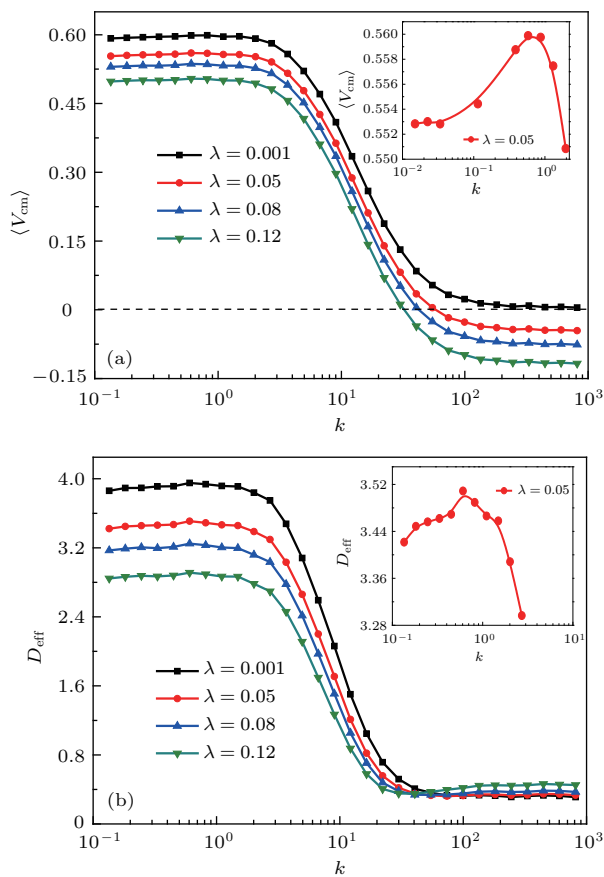 0.60
0.45
0.30
0.15
0
−0.15
⟨V_cm⟩
λ = 0.001
λ = 0.05
λ = 0.08
λ = 0.12
(a)
10^−1
10^0
10^1
10^2
10^3
k
0.562
0.560
0.558
0.556
0.554
0.552
0.550
⟨V_cm⟩
λ = 0.05
10^−2
10^−1
10^0
k
4.0
3.2
2.4
1.6
0.8
0
D_eff
λ = 0.001
λ = 0.05
λ = 0.08
λ = 0.12
(b)
10^−1
10^0
10^1
10^2
10^3
k
3.52
3.44
3.36
3.28
D_eff
λ = 0.05
10^−1
10^0
10^1
k